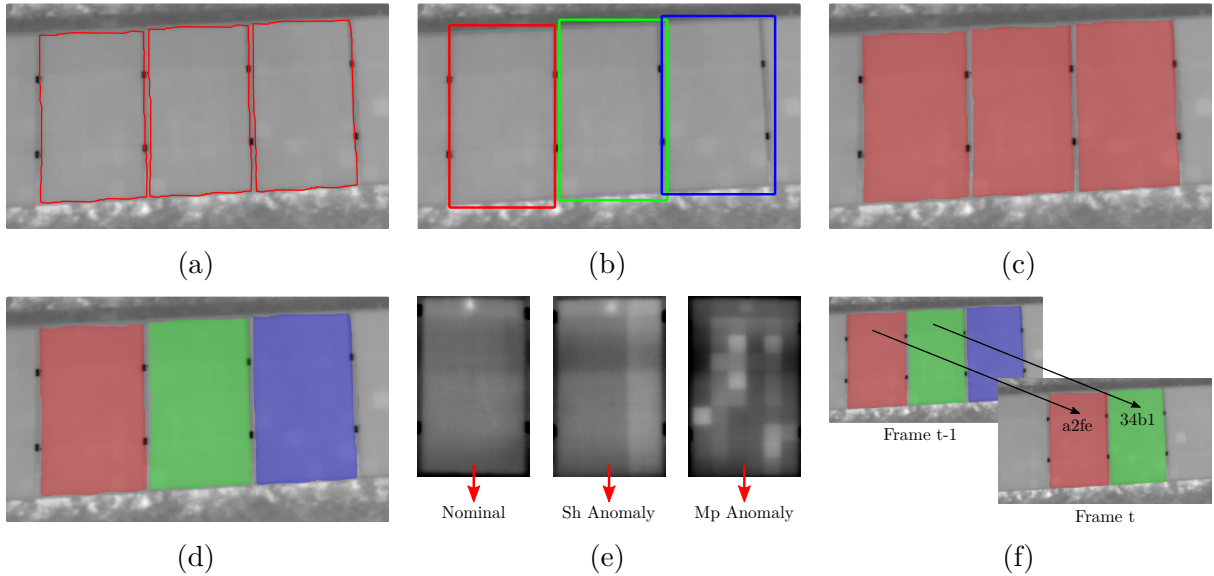 (a)
(b)
(c)
Nominal
Sh Anomaly
Mp Anomaly
a2fe
34b1
Frame t-1
Frame t
(d)
(e)
(f)